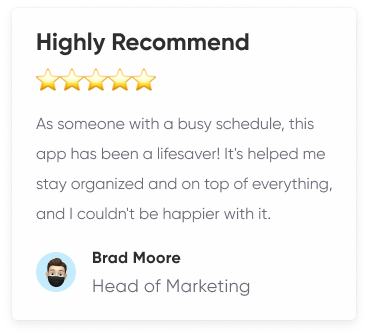 Highly Recommend
As someone with a busy schedule, this
app has been a lifesaver! It's helped me
stay organized and on top of everything,
and I couldn't be happier with it.
Brad Moore
Head of Marketing